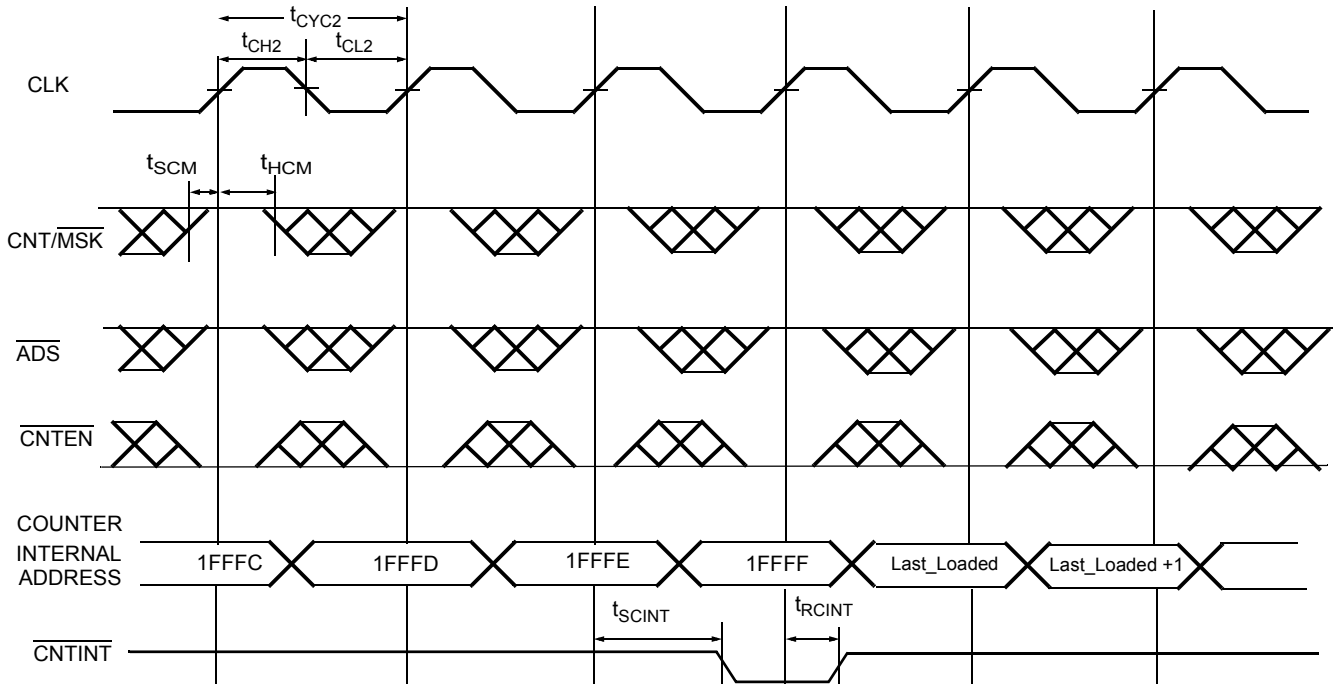 tCYC2
tCH2
tCL2
CLK
tSCM
tHCM
CNT/MSK
ADS
CNTEN
COUNTER
INTERNAL
ADDRESS
1FFFC
1FFFD
1FFFE
1FFFF
Last_Loaded
Last_Loaded +1
tSCINT
tRCINT
CNTINT